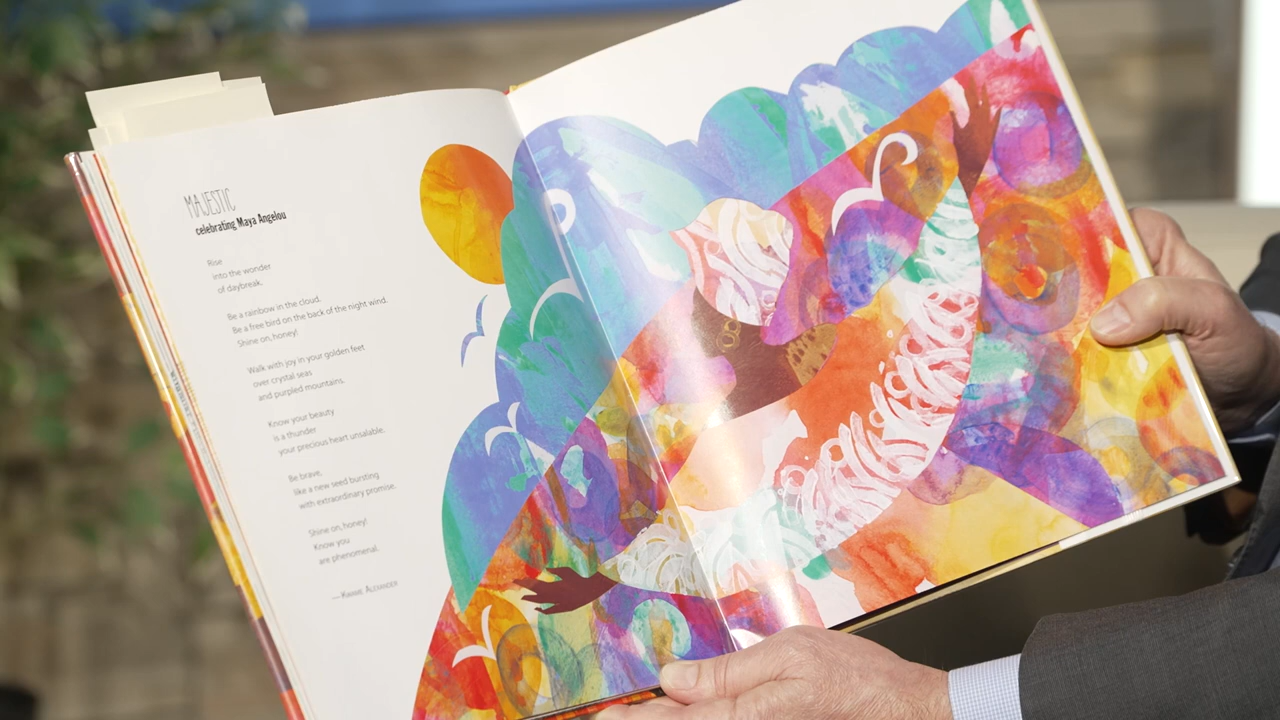 MAJESTIC
celebrating Maya Angelou
Rise
into the wonder
of daybreak.
Be a rainbow in the cloud.
Be a free bird on the back of the night wind.
Shine on, honey!
Walk with joy in your golden feet
over crystal seas
and purpled mountains.
Know your beauty
is a thunder
your precious heart unsalable.
Be brave,
like a new seed bursting
with extraordinary promise.
Shine on, honey!
Know you
are phenomenal.
—Kwame Alexander